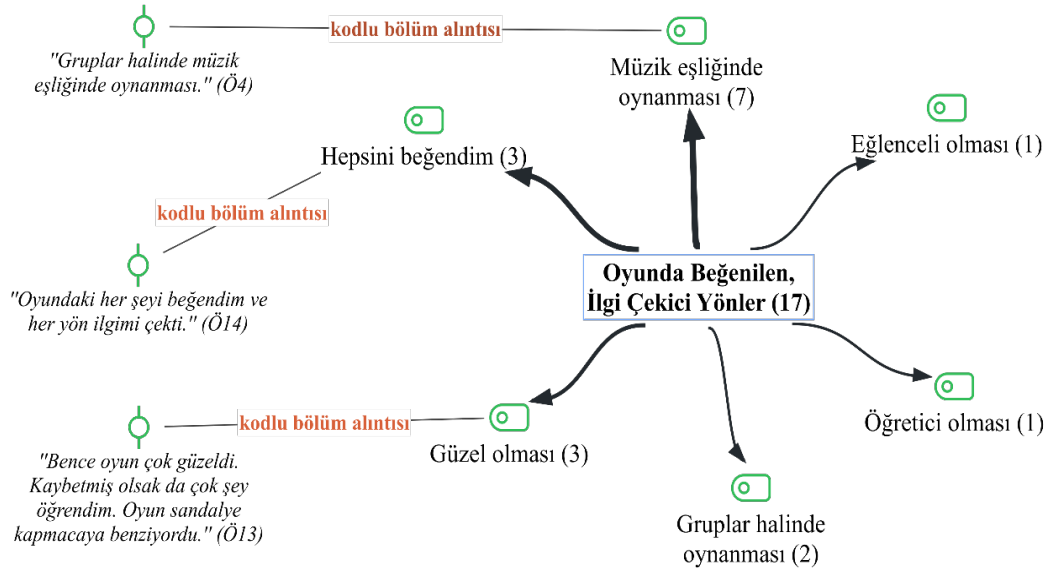 kodlu bölüm alıntısı
"Gruplar halinde müzik
eşliğinde oynanması." (Ö4)
Müzik eşliğinde
oynanması (7)
Hepsini beğendim (3)
Eğlenceli olması (1)
kodlu bölüm alıntısı
"Oyundaki her şeyi beğendim ve
her yön ilgimi çekti." (Ö14)
Oyunda Beğenilen,
İlgi Çekici Yönler (17)
kodlu bölüm alıntısı
"Bence oyun çok güzeldi.
Kaybetmiş olsak da çok şey
öğrendim. Oyun sandalye
kapmacaya benziyordu." (Ö13)
Güzel olması (3)
Öğretici olması (1)
Gruplar halinde
oynanması (2)